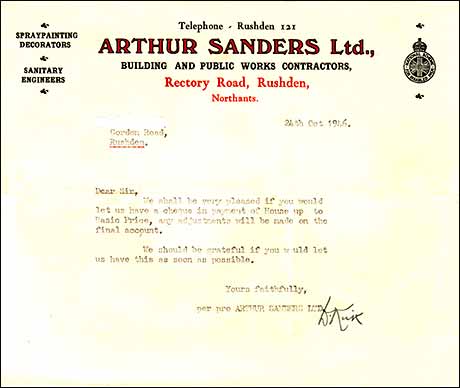 Telephone - Rushden 121
SPRAYPAINTING
DECORATORS
SANITARY
ENGINEERS
ARTHUR SANDERS Ltd.,
BUILDING AND PUBLIC WORKS CONTRACTORS,
Rectory Road, Rushden,
Northants.
24th Oct 1946.
Gordon Road,
Rushden.
Dear Sir,
We shall be very pleased if you would
let us have a cheque in payment of House up to
Basic Price, any adjustments will be made on the
final account.
We should be grateful if you would let
us have this as soon as possible.
Yours faithfully,
per pro ARTHUR SANDERS LTD.